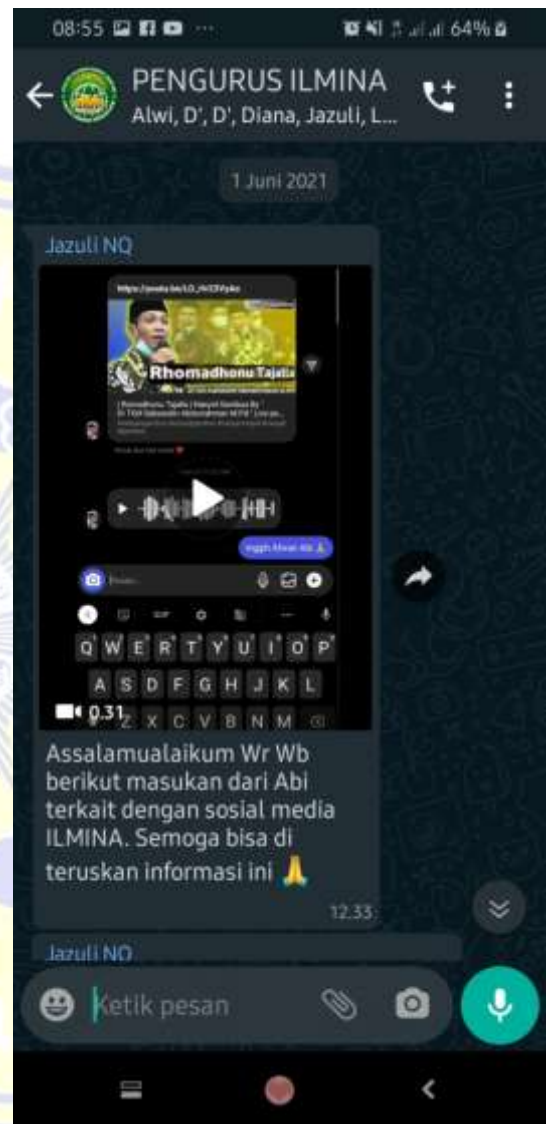 08:55 ... 64%
PENGURUS ILMINA
Alwi, D', D', Diana, Jazuli, L...
1 Juni 2021
Jazuli NQ
Rhomadhonu Tajalla
Q W E R T Y U I O P
A S D F G H J K L
0.31
Z X C V B N M
Assalamualaikum Wr Wb
berikut masukan dari Abi
terkait dengan sosial media
ILMINA. Semoga bisa di
teruskan informasi ini 🙏
12.33
Jazuli NQ
Ketik pesan